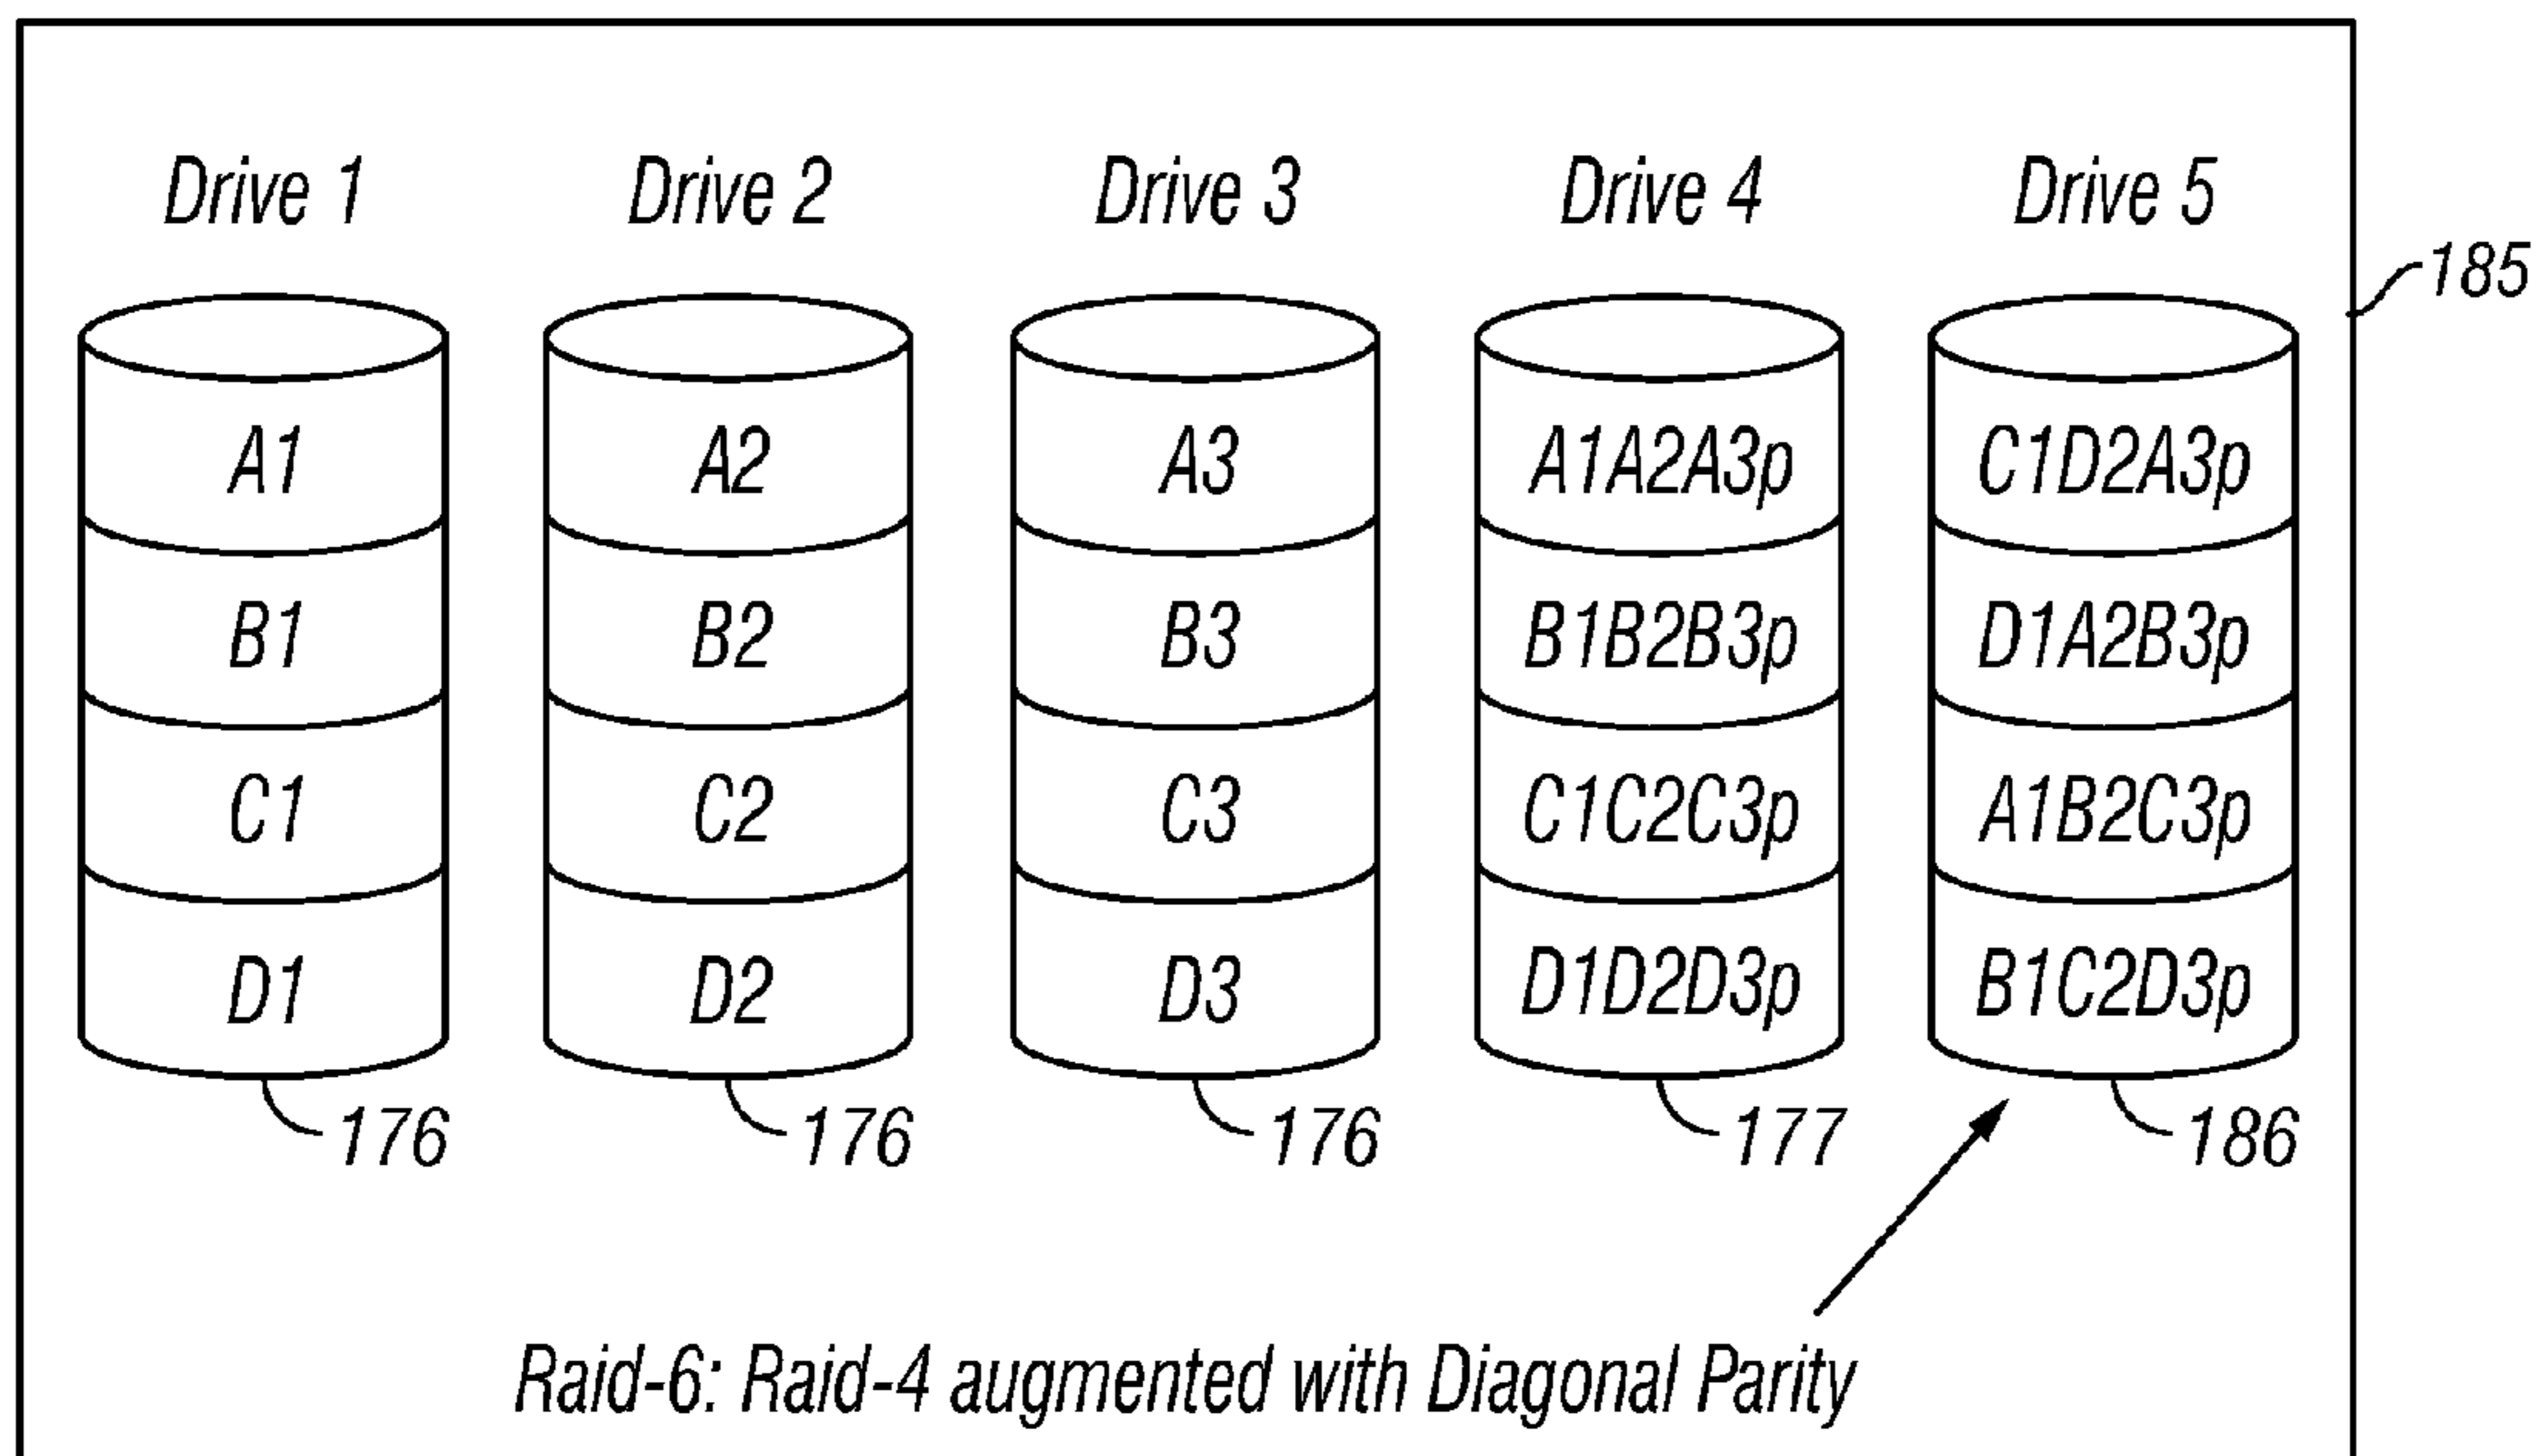 Drive 1 Drive 2 Drive 3 Drive 4 Drive 5
185
A1 A2 A3 A1A2A3p C1D2A3p
B1 B2 B3 B1B2B3p D1A2B3p
C1 C2 C3 C1C2C3p A1B2C3p
D1 D2 D3 D1D2D3p B1C2D3p
176 176 176 177 186
Raid-6: Raid-4 augmented with Diagonal Parity